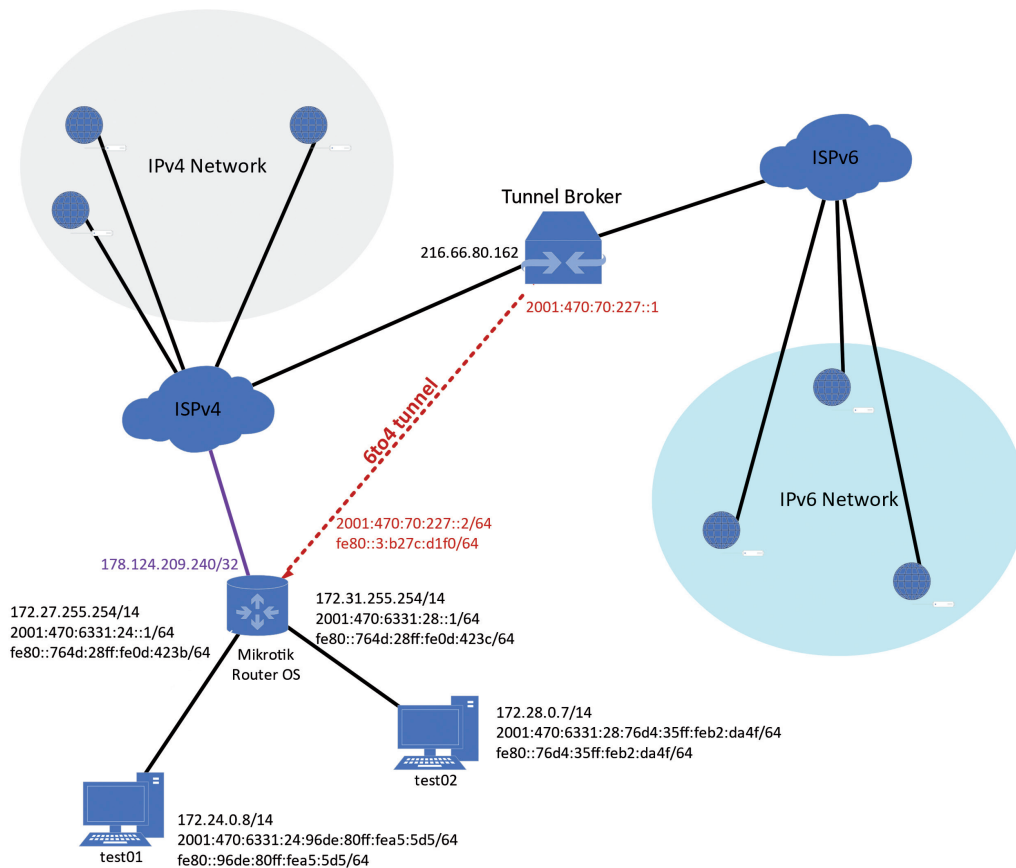 IPv4 Network
ISPv6
Tunnel Broker
216.66.80.162
2001:470:70:227::1
ISPv4
6to4 tunnel
IPv6 Network
2001:470:70:227::2/64
fe80::3:b27c:d1f0/64
178.124.209.240/32
172.27.255.254/14
2001:470:6331:24::1/64
fe80::764d:28ff:fe0d:423b/64
172.31.255.254/14
2001:470:6331:28::1/64
fe80::764d:28ff:fe0d:423c/64
Mikrotik
Router OS
172.28.0.7/14
2001:470:6331:28:76d4:35ff:feb2:da4f/64
fe80::76d4:35ff:feb2:da4f/64
test02
172.24.0.8/14
2001:470:6331:24:96de:80ff:fea5:5d5/64
fe80::96de:80ff:fea5:5d5/64
test01